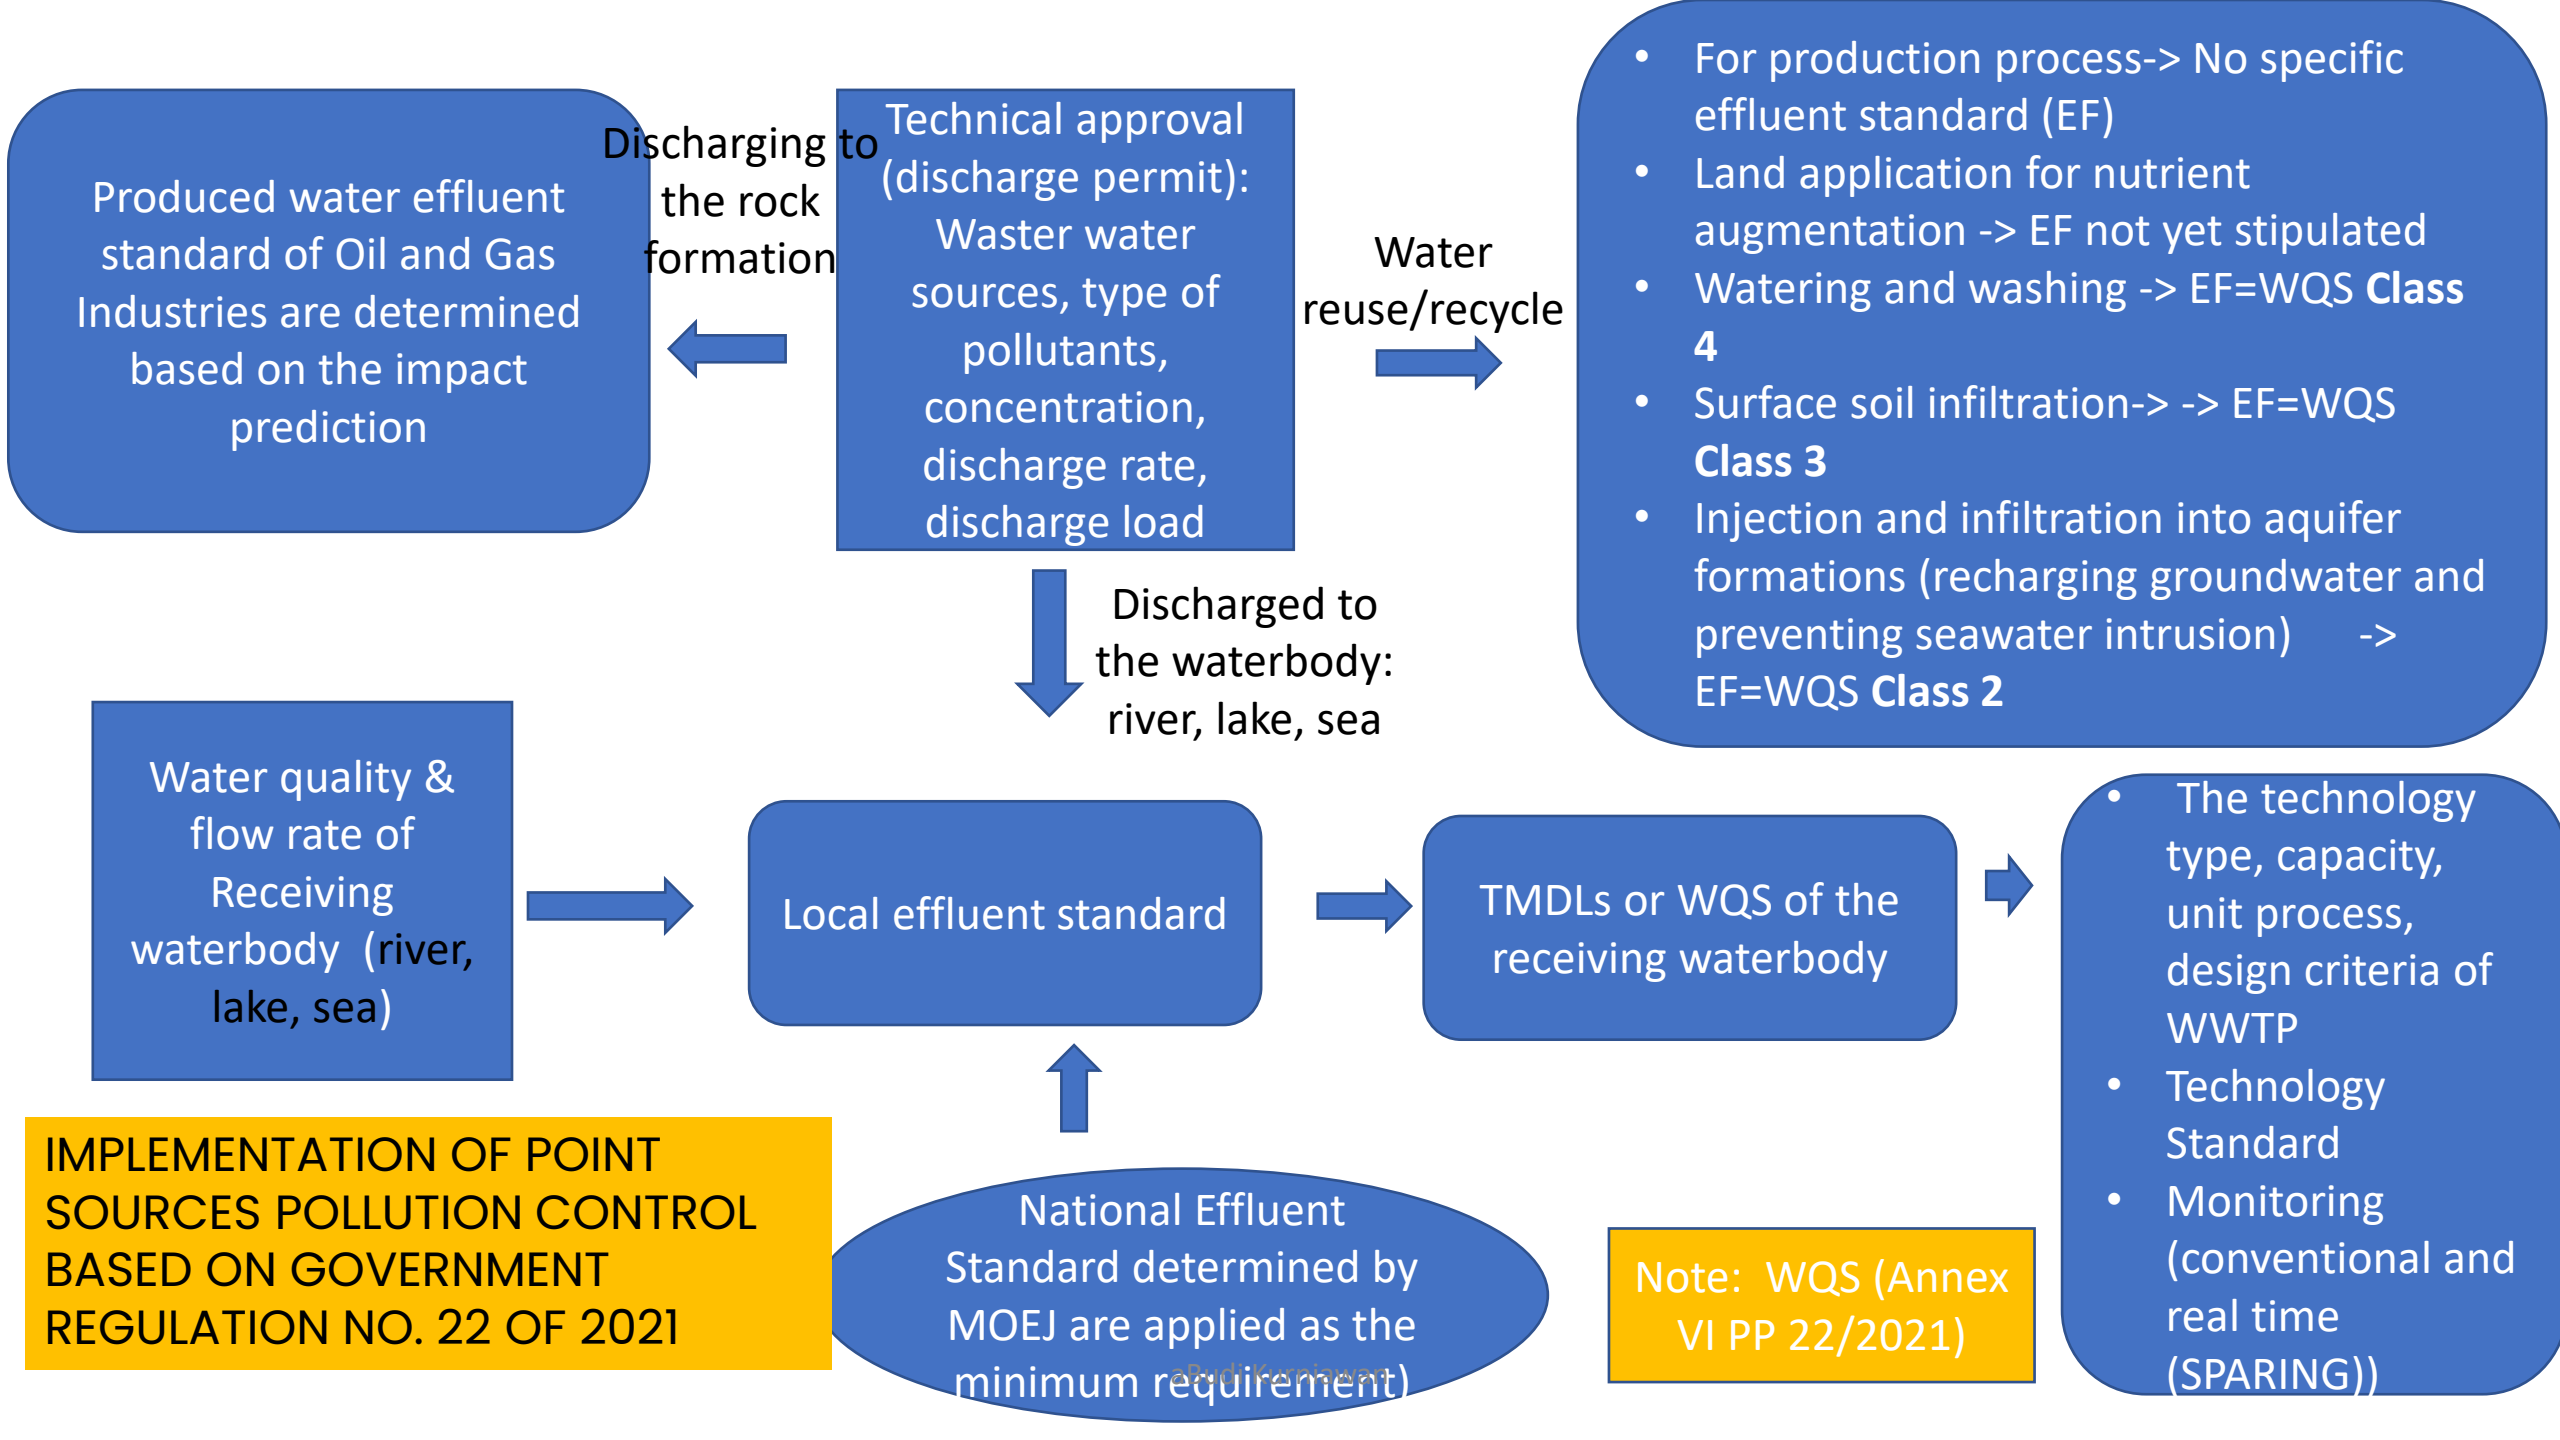 Produced water effluent
standard of Oil and Gas
Industries are determined
based on the impact
prediction
Discharging to
the rock
formation
Technical approval
(discharge permit):
Waster water
sources, type of
pollutants,
concentration,
discharge rate,
discharge load
Water
reuse/recycle
• For production process-> No specific
effluent standard (EF)
• Land application for nutrient
augmentation -> EF not yet stipulated
• Watering and washing -> EF=WQS Class
4
• Surface soil infiltration-> -> EF=WQS
Class 3
• Injection and infiltration into aquifer
formations (recharging groundwater and
preventing seawater intrusion) ->
EF=WQS Class 2
Discharged to
the waterbody:
river, lake, sea
Water quality &
flow rate of
Receiving
waterbody (river,
lake, sea)
Local effluent standard
TMDLs or WQS of the
receiving waterbody
• The technology
type, capacity,
unit process,
design criteria of
WWTP
• Technology
Standard
• Monitoring
(conventional and
real time
(SPARING))
IMPLEMENTATION OF POINT
SOURCES POLLUTION CONTROL
BASED ON GOVERNMENT
REGULATION NO. 22 OF 2021
National Effluent
Standard determined by
MOEJ are applied as the
minimum requirement)
aBudi Kurniawan
Note: WQS (Annex
VI PP 22/2021)